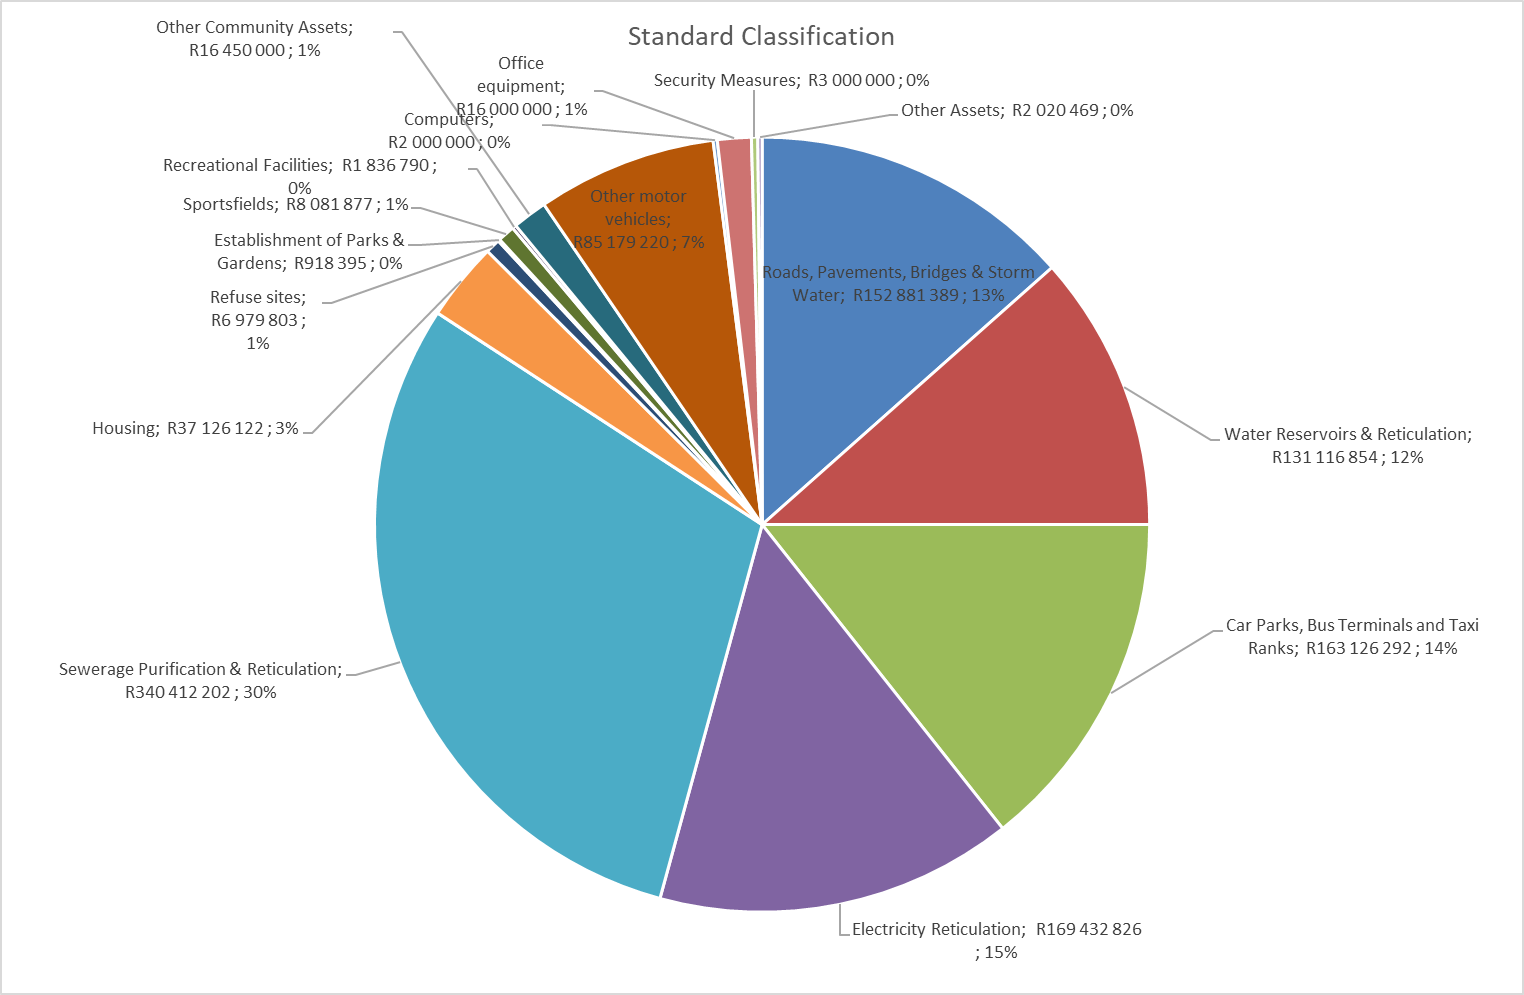 Standard Classification
Other Community Assets;
R16 450 000 ; 1%
Office
equipment;
R16 000 000 ; 1%
Security Measures; R3 000 000 ; 0%
Other Assets; R2 020 469 ; 0%
Computers;
R2 000 000 ; 0%
Recreational Facilities; R1 836 790 ;
0%
Sportsfields; R8 081 877 ; 1%
Other motor
vehicles;
R85 179 220 ; 7%
Establishment of Parks &
Gardens; R918 395 ; 0%
Roads, Pavements, Bridges & Storm
Water; R152 881 389 ; 13%
Refuse sites;
R6 979 803 ;
1%
Housing; R37 126 122 ; 3%
Water Reservoirs & Reticulation;
R131 116 854 ; 12%
Car Parks, Bus Terminals and Taxi
Ranks; R163 126 292 ; 14%
Sewerage Purification & Reticulation;
R340 412 202 ; 30%
Electricity Reticulation; R169 432 826
; 15%